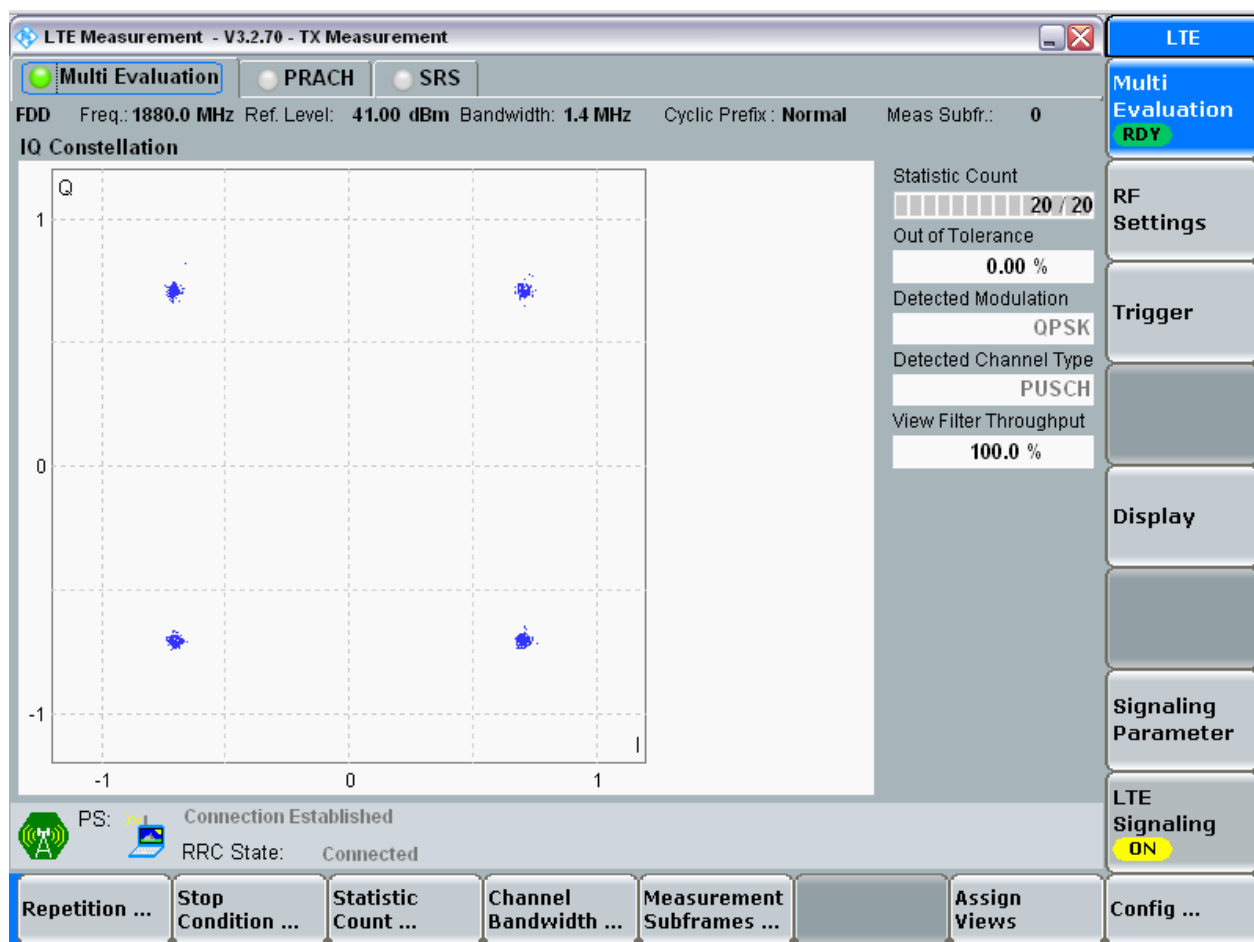 LTE Measurement - V3.2.70 - TX Measurement
LTE
Multi Evaluation PRACH SRS
Multi
Evaluation
RDY
FDD Freq.: 1880.0 MHz Ref. Level: 41.00 dBm Bandwidth: 1.4 MHz Cyclic Prefix : Normal Meas Subfr.: 0
IQ Constellation
Q
1
0
-1
I
-1 0 1
Statistic Count
20 / 20
Out of Tolerance
0.00 %
Detected Modulation
QPSK
Detected Channel Type
PUSCH
View Filter Throughput
100.0 %
RF
Settings
Trigger
Display
Signaling
Parameter
LTE
Signaling
ON
PS: Connection Established
RRC State: Connected
Repetition ...
Stop
Condition ...
Statistic
Count ...
Channel
Bandwidth ...
Measurement
Subframes ...
Assign
Views
Config ...